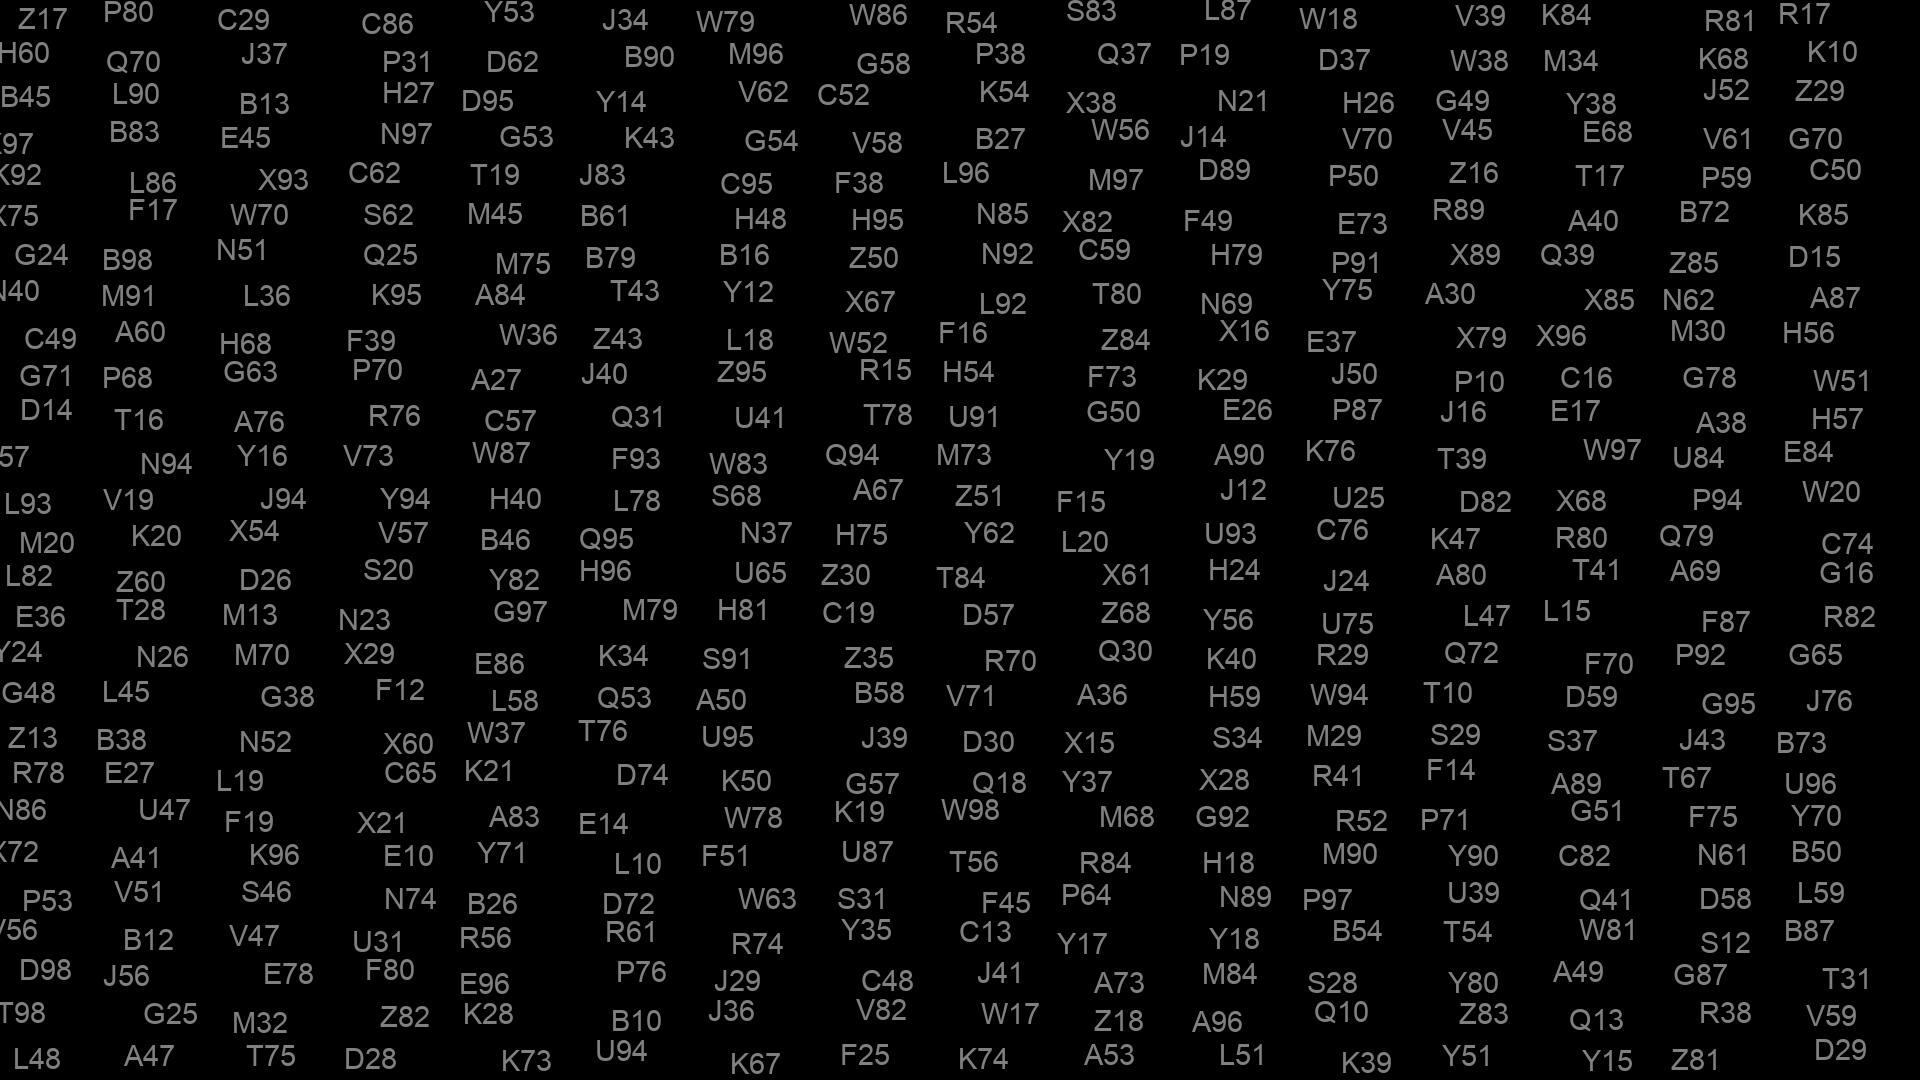 Z17 P80 C29 C86 Y53 J34 W79 W86 R54 S83 L87 W18 V39 K84 R81 R17
H60 Q70 J37 P31 D62 B90 M96 G58 P38 Q37 P19 D37 W38 M34 K68 K10
B45 L90 B13 H27 D95 Y14 V62 C52 K54 X38 N21 H26 G49 Y38 J52 Z29
B83 E45 N97 G53 K43 G54 V58 B27 W56 J14 V70 V45 E68 V61 G70
K92 L86 X93 C62 T19 J83 C95 F38 L96 M97 D89 P50 Z16 T17 P59 C50
F17 W70 S62 M45 B61 H48 H95 N85 X82 F49 E73 R89 A40 B72 K85
G24 B98 N51 Q25 M75 B79 B16 Z50 N92 C59 H79 P91 X89 Q39 Z85 D15
N40 M91 L36 K95 A84 T43 Y12 X67 L92 T80 N69 Y75 A30 X85 N62 A87
C49 A60 H68 F39 W36 Z43 L18 W52 F16 Z84 X16 E37 X79 X96 M30 H56
G71 P68 G63 P70 A27 J40 Z95 R15 H54 F73 K29 J50 P10 C16 G78 W51
D14 T16 A76 R76 C57 Q31 U41 T78 U91 G50 E26 P87 J16 E17 A38 H57
N94 Y16 V73 W87 F93 W83 Q94 M73 Y19 A90 K76 T39 W97 U84 E84
L93 V19 J94 Y94 H40 L78 S68 A67 Z51 F15 J12 U25 D82 X68 P94 W20
M20 K20 X54 V57 B46 Q95 N37 H75 Y62 L20 U93 C76 K47 R80 Q79 C74
L82 Z60 D26 S20 Y82 H96 U65 Z30 T84 X61 H24 J24 A80 T41 A69 G16
E36 T28 M13 N23 G97 M79 H81 C19 D57 Z68 Y56 U75 L47 L15 F87 R82
Y24 N26 M70 X29 E86 K34 S91 Z35 R70 Q30 K40 R29 Q72 F70 P92 G65
G48 L45 G38 F12 L58 Q53 A50 B58 V71 A36 H59 W94 T10 D59 G95 J76
Z13 B38 N52 X60 W37 T76 U95 J39 D30 X15 S34 M29 S29 S37 J43 B73
R78 E27 L19 C65 K21 D74 K50 G57 Q18 Y37 X28 R41 F14 A89 T67 U96
N86 U47 F19 X21 A83 E14 W78 K19 W98 M68 G92 R52 P71 G51 F75 Y70
A41 K96 E10 Y71 L10 F51 U87 T56 R84 H18 M90 Y90 C82 N61 B50
P53 V51 S46 N74 B26 D72 W63 S31 F45 P64 N89 P97 U39 Q41 D58 L59
V56 B12 V47 U31 R56 R61 R74 Y35 C13 Y17 Y18 B54 T54 W81 S12 B87
D98 J56 E78 F80 E96 P76 J29 C48 J41 A73 M84 S28 Y80 A49 G87 T31
T98 G25 M32 Z82 K28 B10 J36 V82 W17 Z18 A96 Q10 Z83 Q13 R38 V59
L48 A47 T75 D28 K73 U94 K67 F25 K74 A53 L51 K39 Y51 Y15 Z81 D29